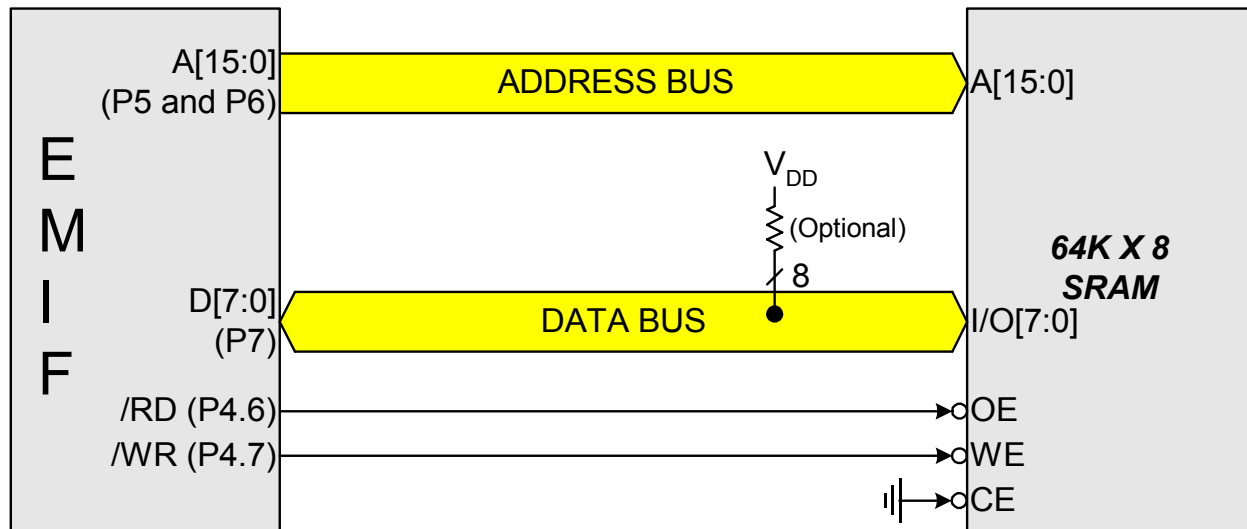 A[15:0]
(P5 and P6)
ADDRESS BUS
A[15:0]
E
M
I
F
VDD
(Optional)
8
64K X 8
SRAM
D[7:0]
(P7)
DATA BUS
I/O[7:0]
/RD (P4.6)
OE
/WR (P4.7)
WE
CE